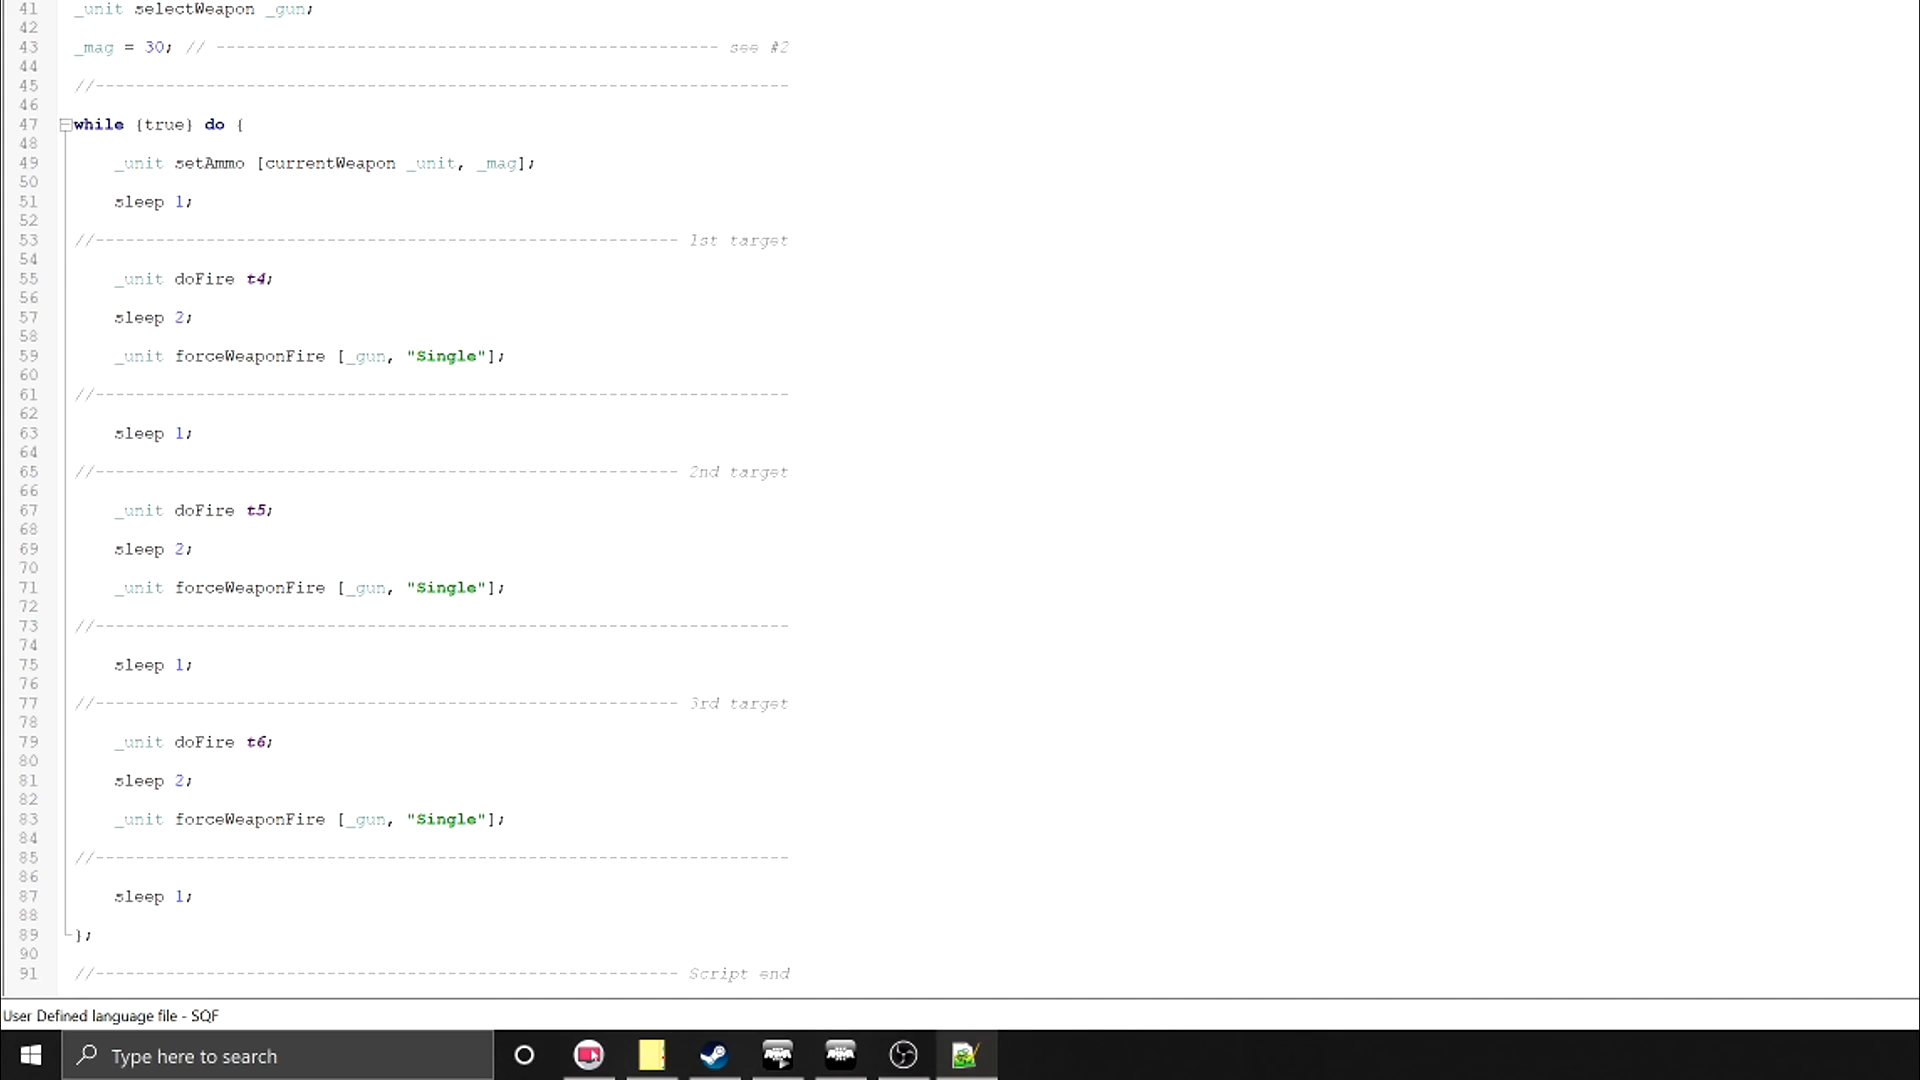 41 _unit selectWeapon _gun;
42
43 _mag = 30; // -------------------------------------------------- see #2
44
45 //---------------------------------------------------------------------
46
47 while {true} do {
48
49 _unit setAmmo [currentWeapon _unit, _mag];
50
51 sleep 1;
52
53 //---------------------------------------------------------- 1st target
54
55 _unit doFire t4;
56
57 sleep 2;
58
59 _unit forceWeaponFire [_gun, "Single"];
60
61 //---------------------------------------------------------------------
62
63 sleep 1;
64
65 //---------------------------------------------------------- 2nd target
66
67 _unit doFire t5;
68
69 sleep 2;
70
71 _unit forceWeaponFire [_gun, "Single"];
72
73 //---------------------------------------------------------------------
74
75 sleep 1;
76
77 //---------------------------------------------------------- 3rd target
78
79 _unit doFire t6;
80
81 sleep 2;
82
83 _unit forceWeaponFire [_gun, "Single"];
84
85 //---------------------------------------------------------------------
86
87 sleep 1;
88
89 };
90
91 //---------------------------------------------------------- Script end
User Defined language file - SQF
Type here to search